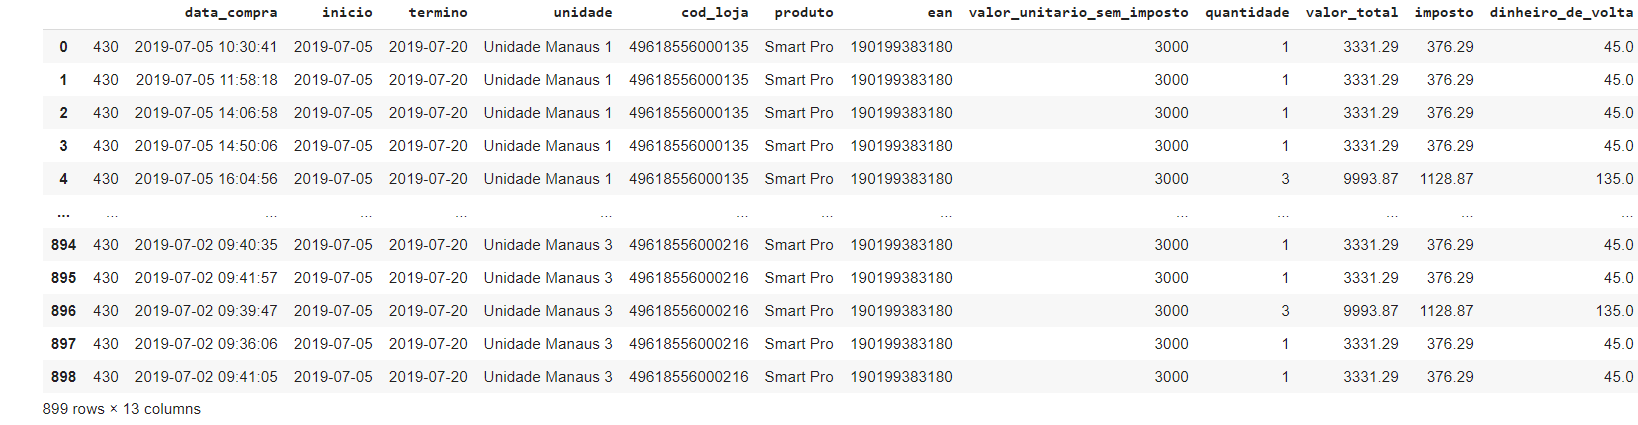 data_compra inicio termino unidade cod_loja produto ean valor_unitario_sem_imposto quantidade valor_total imposto dinheiro_de_volta
0 430 2019-07-05 10:30:41 2019-07-05 2019-07-20 Unidade Manaus 1 49618556000135 Smart Pro 190199383180 3000 1 3331.29 376.29 45.0
1 430 2019-07-05 11:58:18 2019-07-05 2019-07-20 Unidade Manaus 1 49618556000135 Smart Pro 190199383180 3000 1 3331.29 376.29 45.0
2 430 2019-07-05 14:06:58 2019-07-05 2019-07-20 Unidade Manaus 1 49618556000135 Smart Pro 190199383180 3000 1 3331.29 376.29 45.0
3 430 2019-07-05 14:50:06 2019-07-05 2019-07-20 Unidade Manaus 1 49618556000135 Smart Pro 190199383180 3000 1 3331.29 376.29 45.0
4 430 2019-07-05 16:04:56 2019-07-05 2019-07-20 Unidade Manaus 1 49618556000135 Smart Pro 190199383180 3000 3 9993.87 1128.87 135.0
... ... ... ... ... ... ... ... ... ... ... ... ... ...
894 430 2019-07-02 09:40:35 2019-07-05 2019-07-20 Unidade Manaus 3 49618556000216 Smart Pro 190199383180 3000 1 3331.29 376.29 45.0
895 430 2019-07-02 09:41:57 2019-07-05 2019-07-20 Unidade Manaus 3 49618556000216 Smart Pro 190199383180 3000 1 3331.29 376.29 45.0
896 430 2019-07-02 09:39:47 2019-07-05 2019-07-20 Unidade Manaus 3 49618556000216 Smart Pro 190199383180 3000 3 9993.87 1128.87 135.0
897 430 2019-07-02 09:36:06 2019-07-05 2019-07-20 Unidade Manaus 3 49618556000216 Smart Pro 190199383180 3000 1 3331.29 376.29 45.0
898 430 2019-07-02 09:41:05 2019-07-05 2019-07-20 Unidade Manaus 3 49618556000216 Smart Pro 190199383180 3000 1 3331.29 376.29 45.0
899 rows × 13 columns